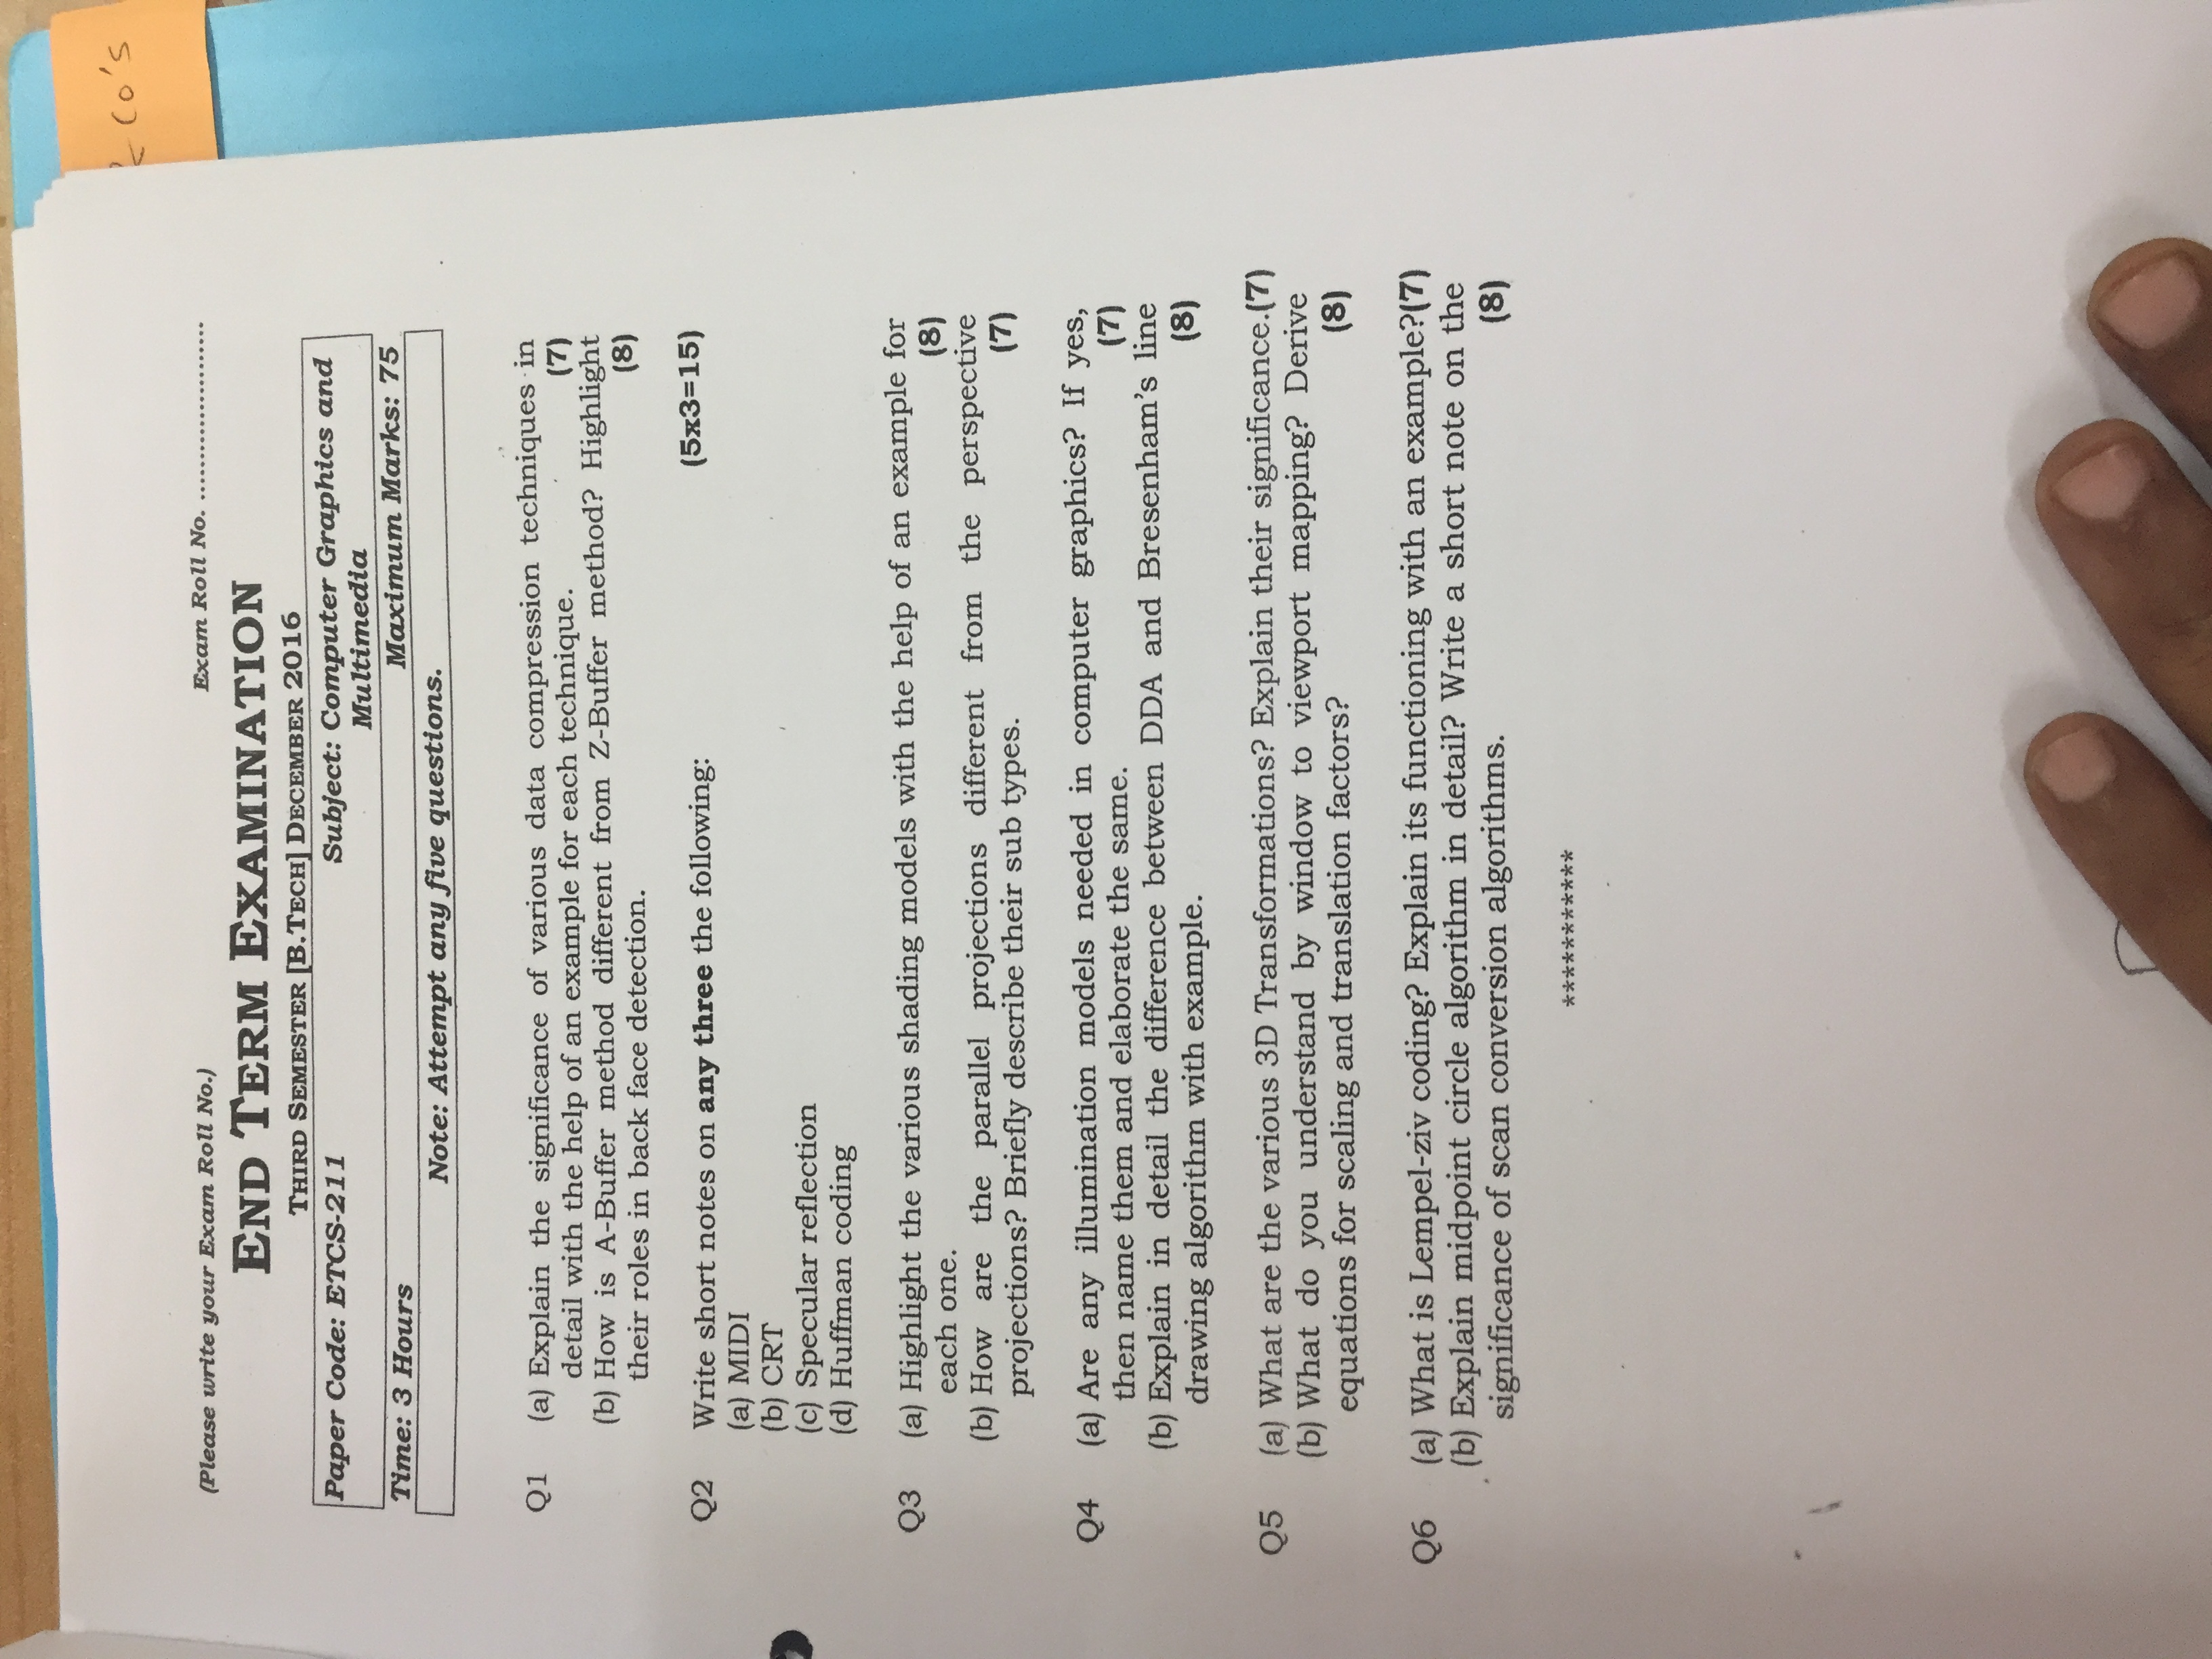 & CO's
(Please write your Exam Roll No.) Exam Roll No. ......................
END TERM EXAMINATION
THIRD SEMESTER [B.TECH] DECEMBER 2016
Paper Code: ETCS-211 Subject: Computer Graphics and
Multimedia
Time: 3 Hours Maximum Marks: 75
Note: Attempt any five questions.
Q1 (a) Explain the significance of various data compression techniques in
detail with the help of an example for each technique. (7)
(b) How is A-Buffer method different from Z-Buffer method? Highlight
their roles in back face detection. (8)
Q2 Write short notes on any three the following: (5x3=15)
(a) MIDI
(b) CRT
(c) Specular reflection
(d) Huffman coding
Q3 (a) Highlight the various shading models with the help of an example for
each one. (8)
(b) How are the parallel projections different from the perspective
projections? Briefly describe their sub types. (7)
Q4 (a) Are any illumination models needed in computer graphics? If yes,
then name them and elaborate the same. (7)
(b) Explain in detail the difference between DDA and Bresenham's line
drawing algorithm with example. (8)
Q5 (a) What are the various 3D Transformations? Explain their significance.(7)
(b) What do you understand by window to viewport mapping? Derive
equations for scaling and translation factors? (8)
Q6 (a) What is Lempel-ziv coding? Explain its functioning with an example?(7)
(b) Explain midpoint circle algorithm in detail? Write a short note on the
significance of scan conversion algorithms. (8)
***********